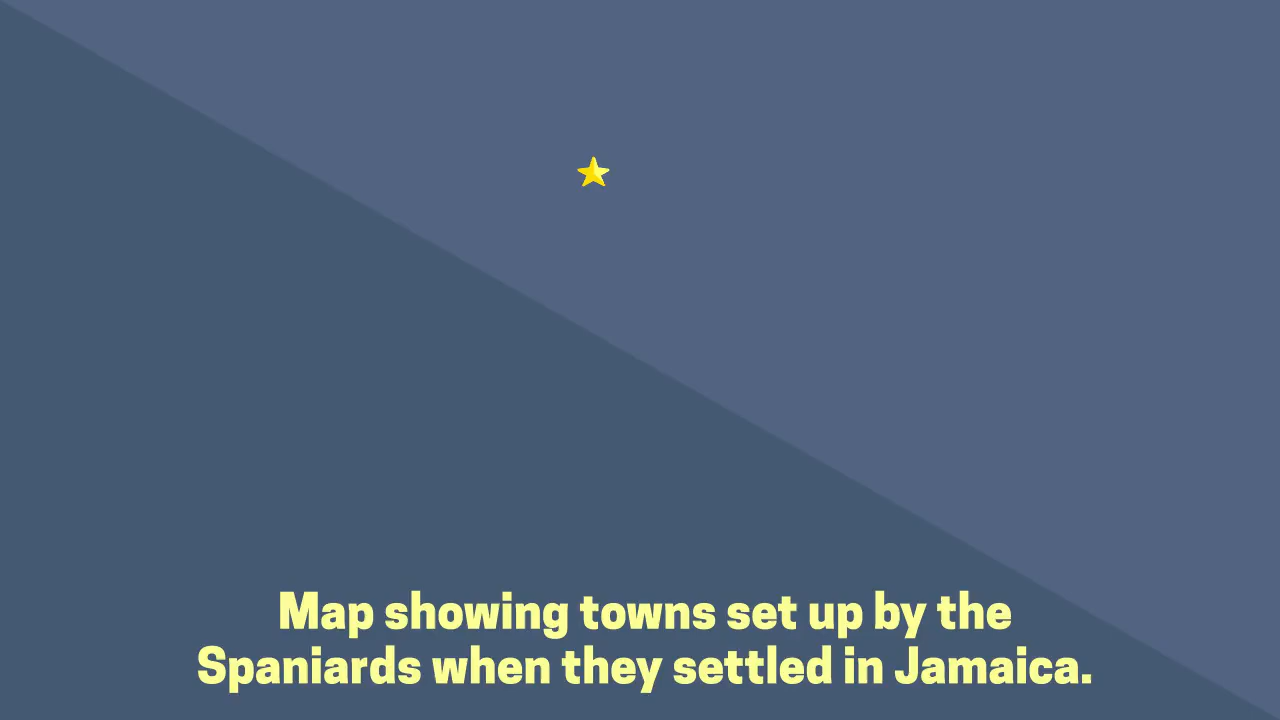 Map showing towns set up by the
Spaniards when they settled in Jamaica.